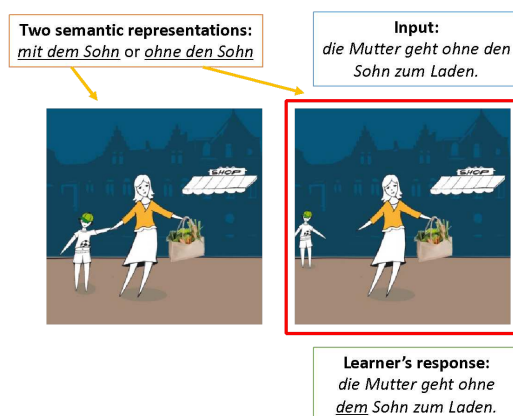 Two semantic representations:
mit dem Sohn or ohne den Sohn
Input:
die Mutter geht ohne den
Sohn zum Laden.
SHOP
SHOP
Learner's response:
die Mutter geht ohne
dem Sohn zum Laden.